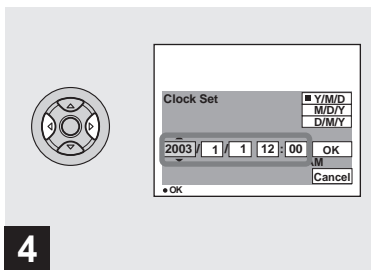 Clock Set
■ Y/M/D
M/D/Y
D/M/Y
2003 / 1 / 1 12 : 00 OK
AM
Cancel
● OK
4